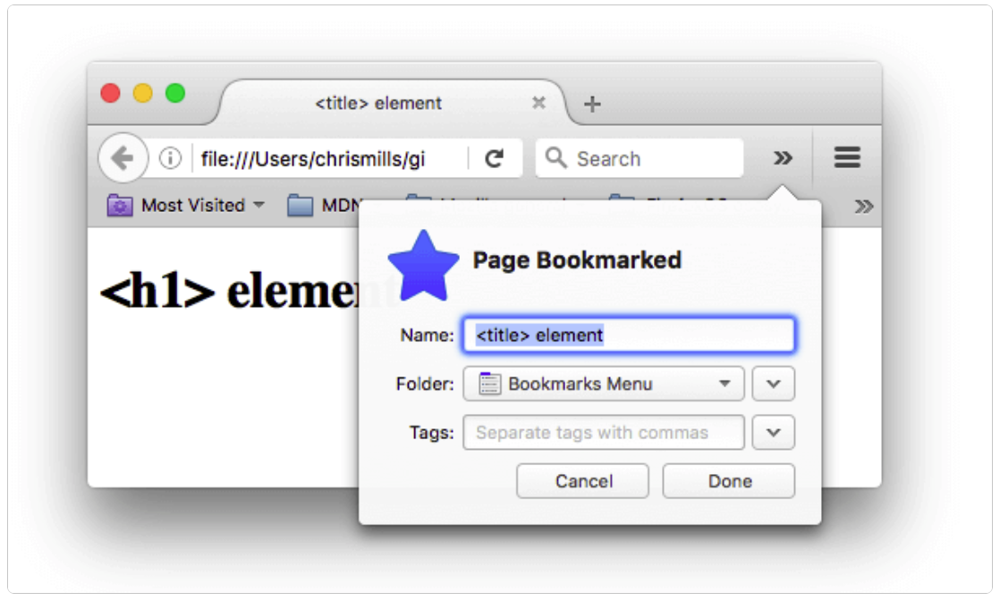 <title> element
file:///Users/chrismills/gi
Search
Most Visited
MDN
<h1> element
Page Bookmarked
Name: <title> element
Folder: Bookmarks Menu
Tags: Separate tags with commas
Cancel Done